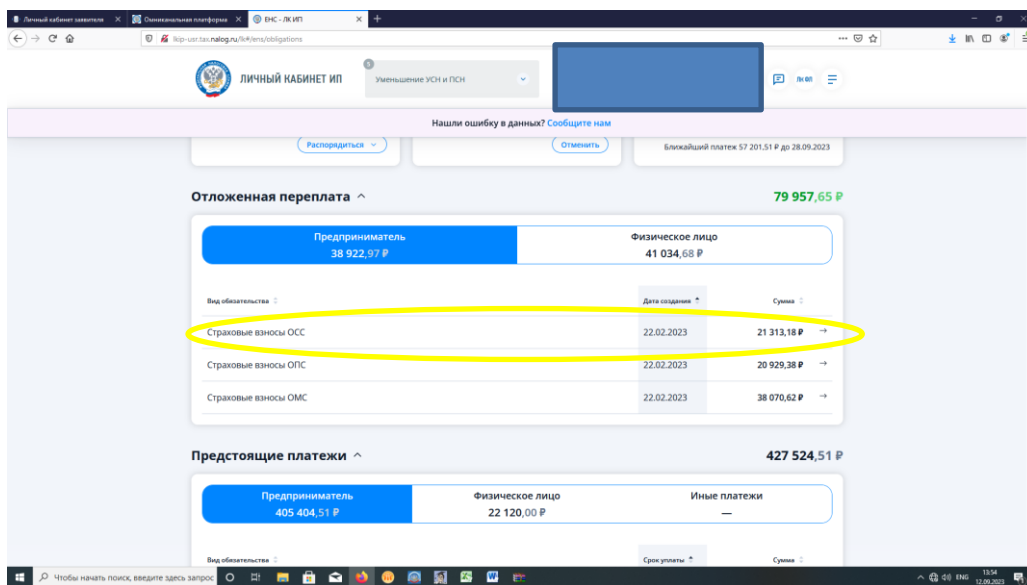 Личный кабинет заявителя
Омниканальная платформа
ЕНС - ЛК ИП
lkip-usr.tax.nalog.ru/lk#/ens/obligations
ЛИЧНЫЙ КАБИНЕТ ИП
5
Уменьшение УСН и ПСН
ЛК ФЛ
Нашли ошибку в данных? Сообщите нам
Распорядиться
Отменить
Ближайший платеж 57 201,51 ₽ до 28.09.2023
Отложенная переплата
79 957,65 ₽
Предприниматель
38 922,97 ₽
Физическое лицо
41 034,68 ₽
Вид обязательства
Дата создания
Сумма
Страховые взносы ОСС 22.02.2023 21 313,18 ₽ →
Страховые взносы ОПС 22.02.2023 20 929,38 ₽ →
Страховые взносы ОМС 22.02.2023 38 070,62 ₽ →
Предстоящие платежи
427 524,51 ₽
Предприниматель
405 404,51 ₽
Физическое лицо
22 120,00 ₽
Иные платежи
—
Вид обязательства
Срок уплаты
Сумма
Чтобы начать поиск, введите здесь запрос
ENG
13:54
12.09.2023